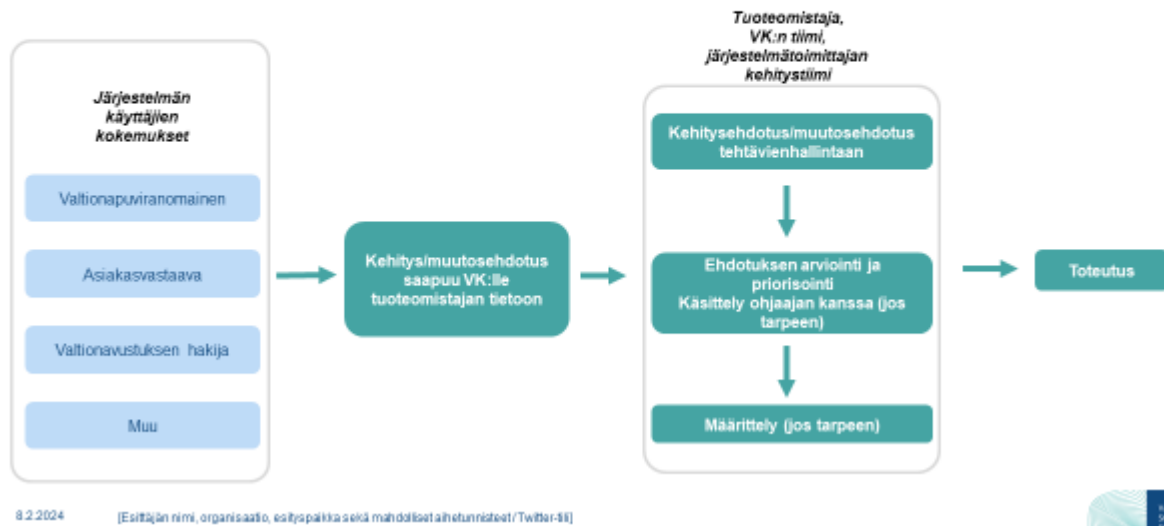 Järjestelmän
käyttäjien
kokemukset
Valtionapuviranomainen
Asiakasvastaava
Valtionavustuksen hakija
Muu
Kehitys/muutosehdotus
saapuu VK:lle
tuoteomistajan tietoon
Tuoteomistaja,
VK:n tiimi,
järjestelmätoimittajan
kehitystiimi
Kehitysehdotus/muutosehdotus
tehtävienhallintaan
Ehdotuksen arviointi ja
priorisointi
Käsittely ohjaajan kanssa (jos
tarpeen)
Määrittely (jos tarpeen)
Toteutus
8.2.2024
[Esittäjän nimi, organisaatio, esityspaikka sekä mahdolliset aihetunnisteet/Twitter-tili]